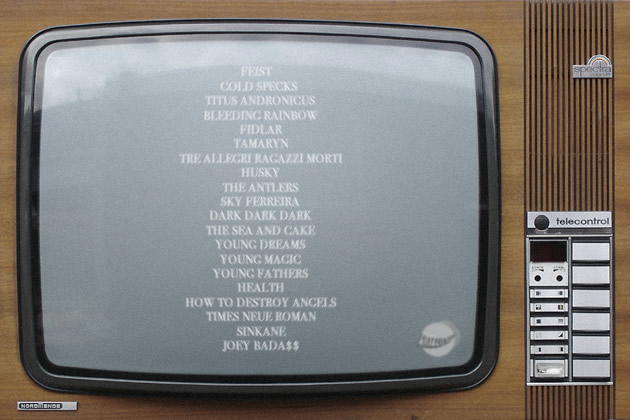 FEIST
COLD SPECKS
TITUS ANDRONICUS
BLEEDING RAINBOW
FIDLAR
TAMARYN
TRE ALLEGRI RAGAZZI MORTI
HUSKY
THE ANTLERS
SKY FERREIRA
DARK DARK DARK
THE SEA AND CAKE
YOUNG DREAMS
YOUNG MAGIC
YOUNG FATHERS
HEALTH
HOW TO DESTROY ANGELS
TIMES NEUE ROMAN
SINKANE
JOEY BADA$$
spectra
telecontrol
NORDMENDE